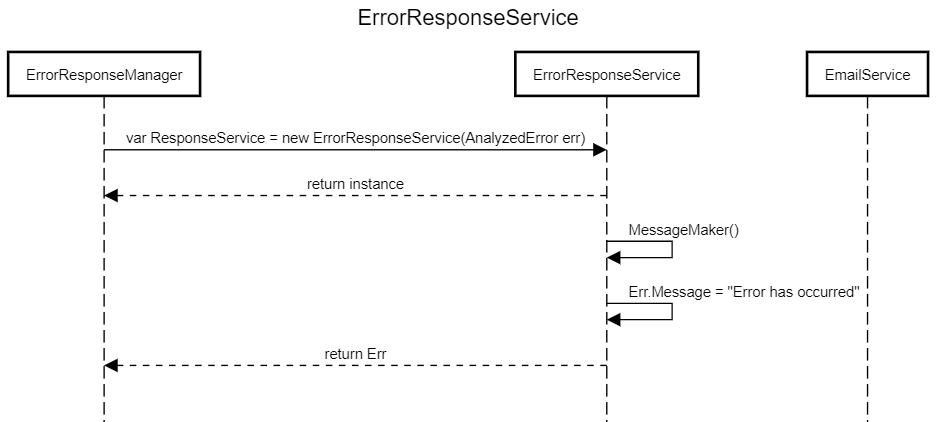 ErrorResponseService
ErrorResponseManager
ErrorResponseService
EmailService
var ResponseService = new ErrorResponseService(AnalyzedError err)
return instance
MessageMaker()
Err.Message = "Error has occurred"
return Err